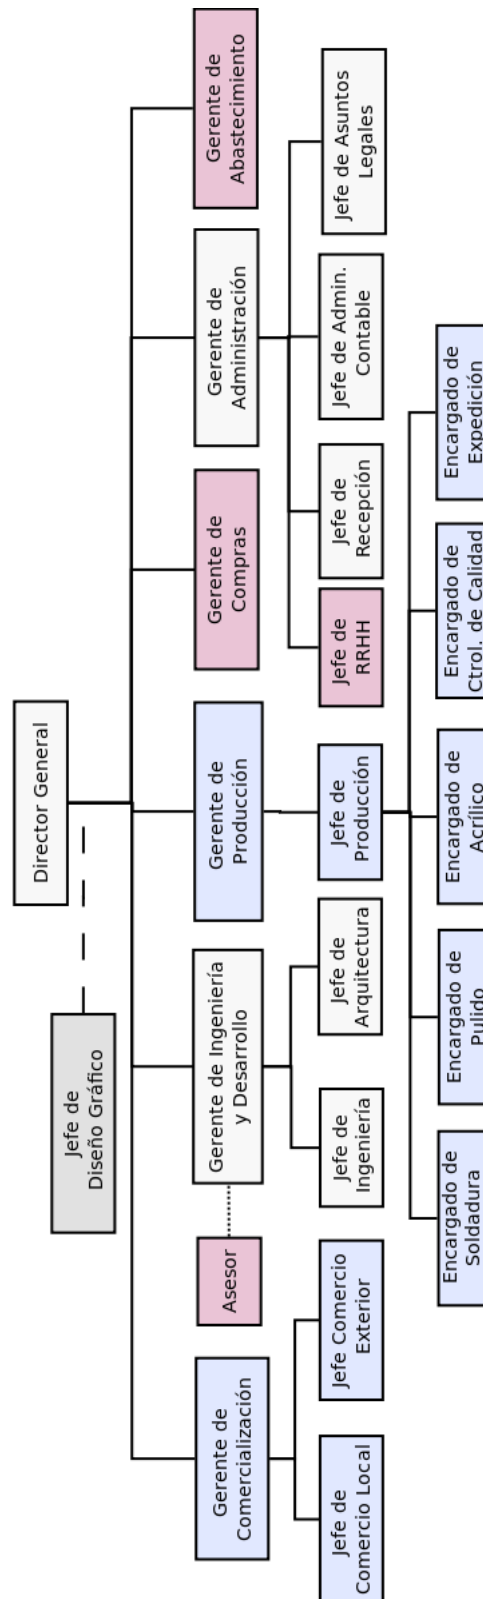 Director General
Jefe de
Diseño Gráfico
Gerente de
Comercialización
Asesor
Gerente de Ingeniería
y Desarrollo
Gerente de
Producción
Gerente de
Compras
Gerente de
Administración
Gerente de
Abastecimiento
Jefe de
Comercio Local
Jefe Comercio
Exterior
Jefe de
Ingeniería
Jefe de
Arquitectura
Jefe de
Producción
Jefe de
RRHH
Jefe de
Recepción
Jefe de Admin.
Contable
Jefe de Asuntos
Legales
Encargado de
Soldadura
Encargado de
Pulido
Encargado de
Acrílico
Encargado de
Ctrol. de Calidad
Encargado de
Expedición